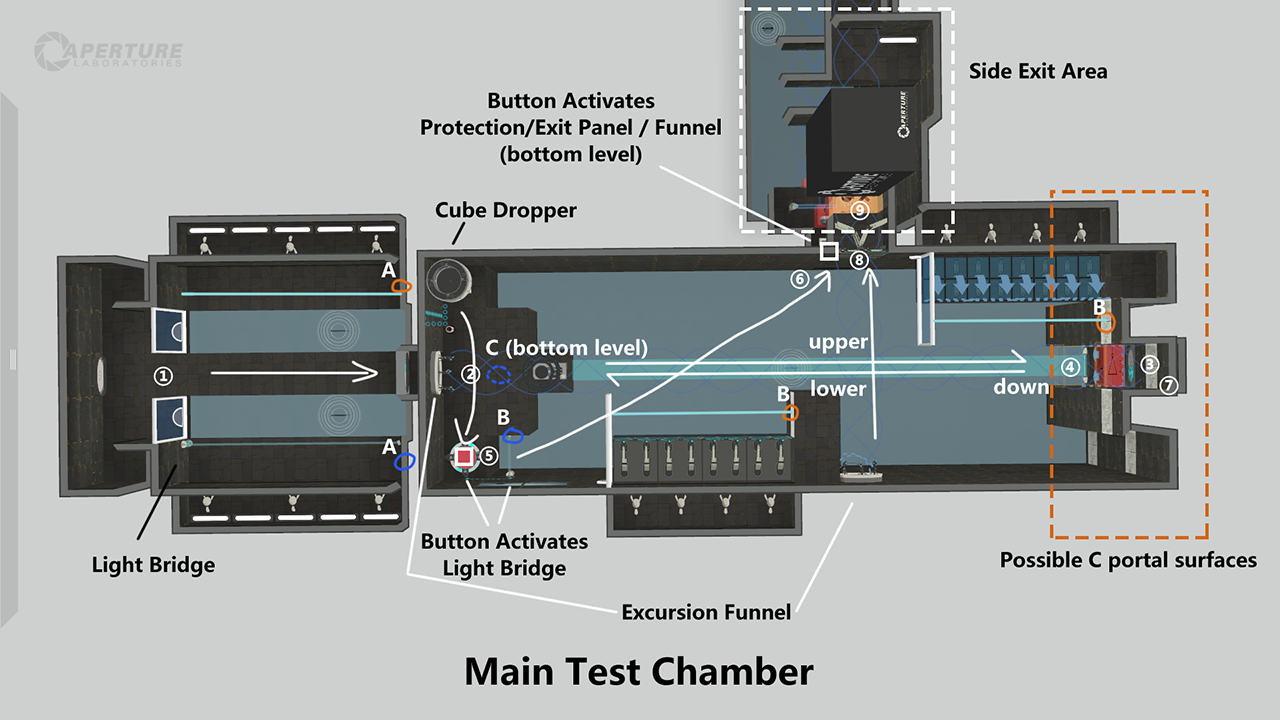 APERTURE
LABORATORIES
Side Exit Area
Button Activates
Protection/Exit Panel / Funnel
(bottom level)
APERTURE
Cube Dropper
⑨
A
⑧
⑥
B
C (bottom level)
upper
①
②
④
③
lower
down
⑦
B
B
A
⑤
Button Activates
Light Bridge
Light Bridge
Possible C portal surfaces
Excursion Funnel
Main Test Chamber